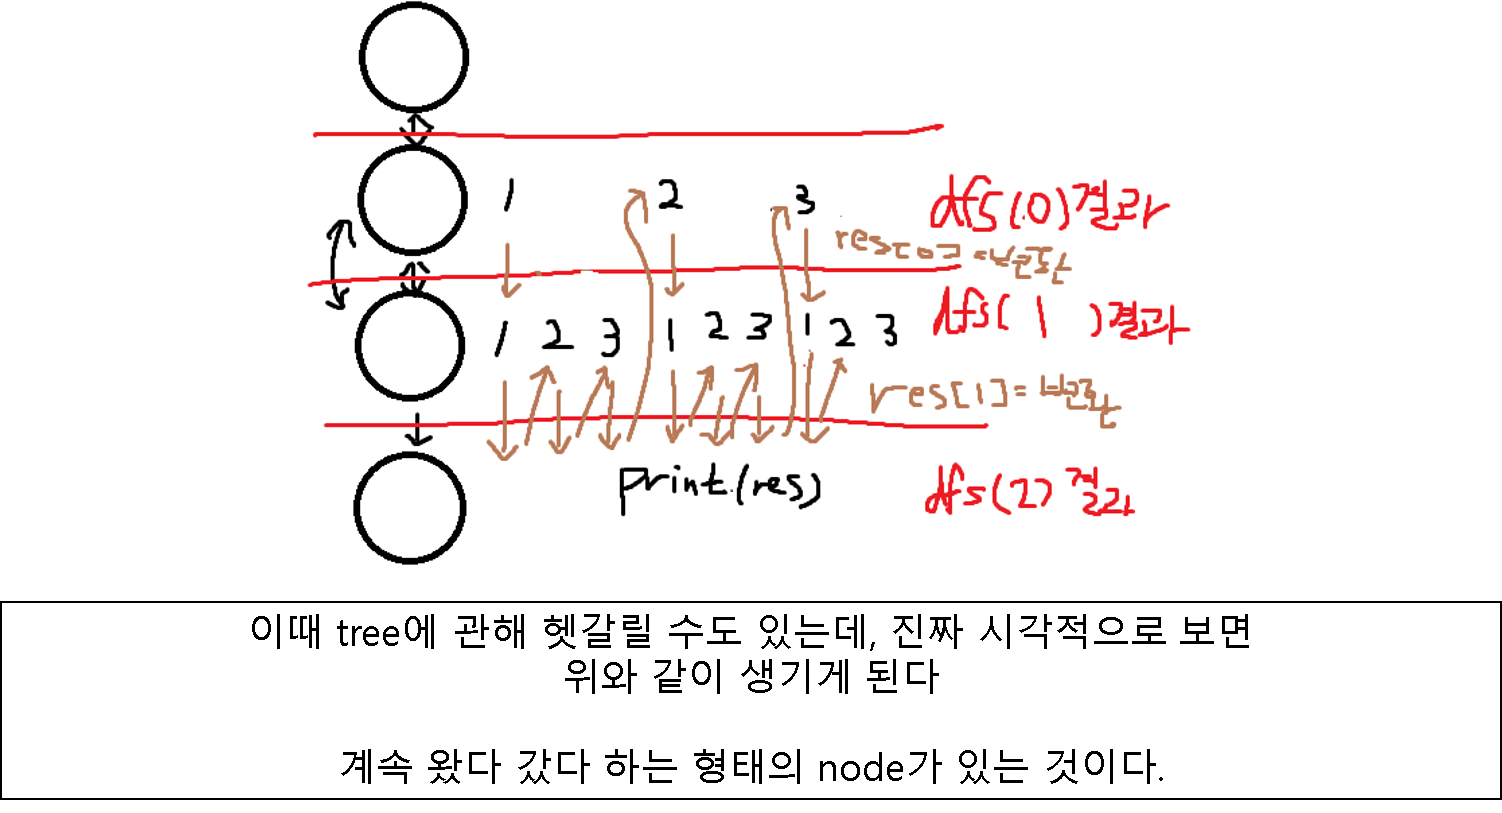 1 2 3
dfs(0)결과
res[0]=변환
1 2 3 1 2 3 1 2 3
dfs(1)결과
res[1]=변환
print(res)
dfs(2)결과
이때 tree에 관해 헷갈릴 수도 있는데, 진짜 시각적으로 보면
위와 같이 생기게 된다
계속 왔다 갔다 하는 형태의 node가 있는 것이다.